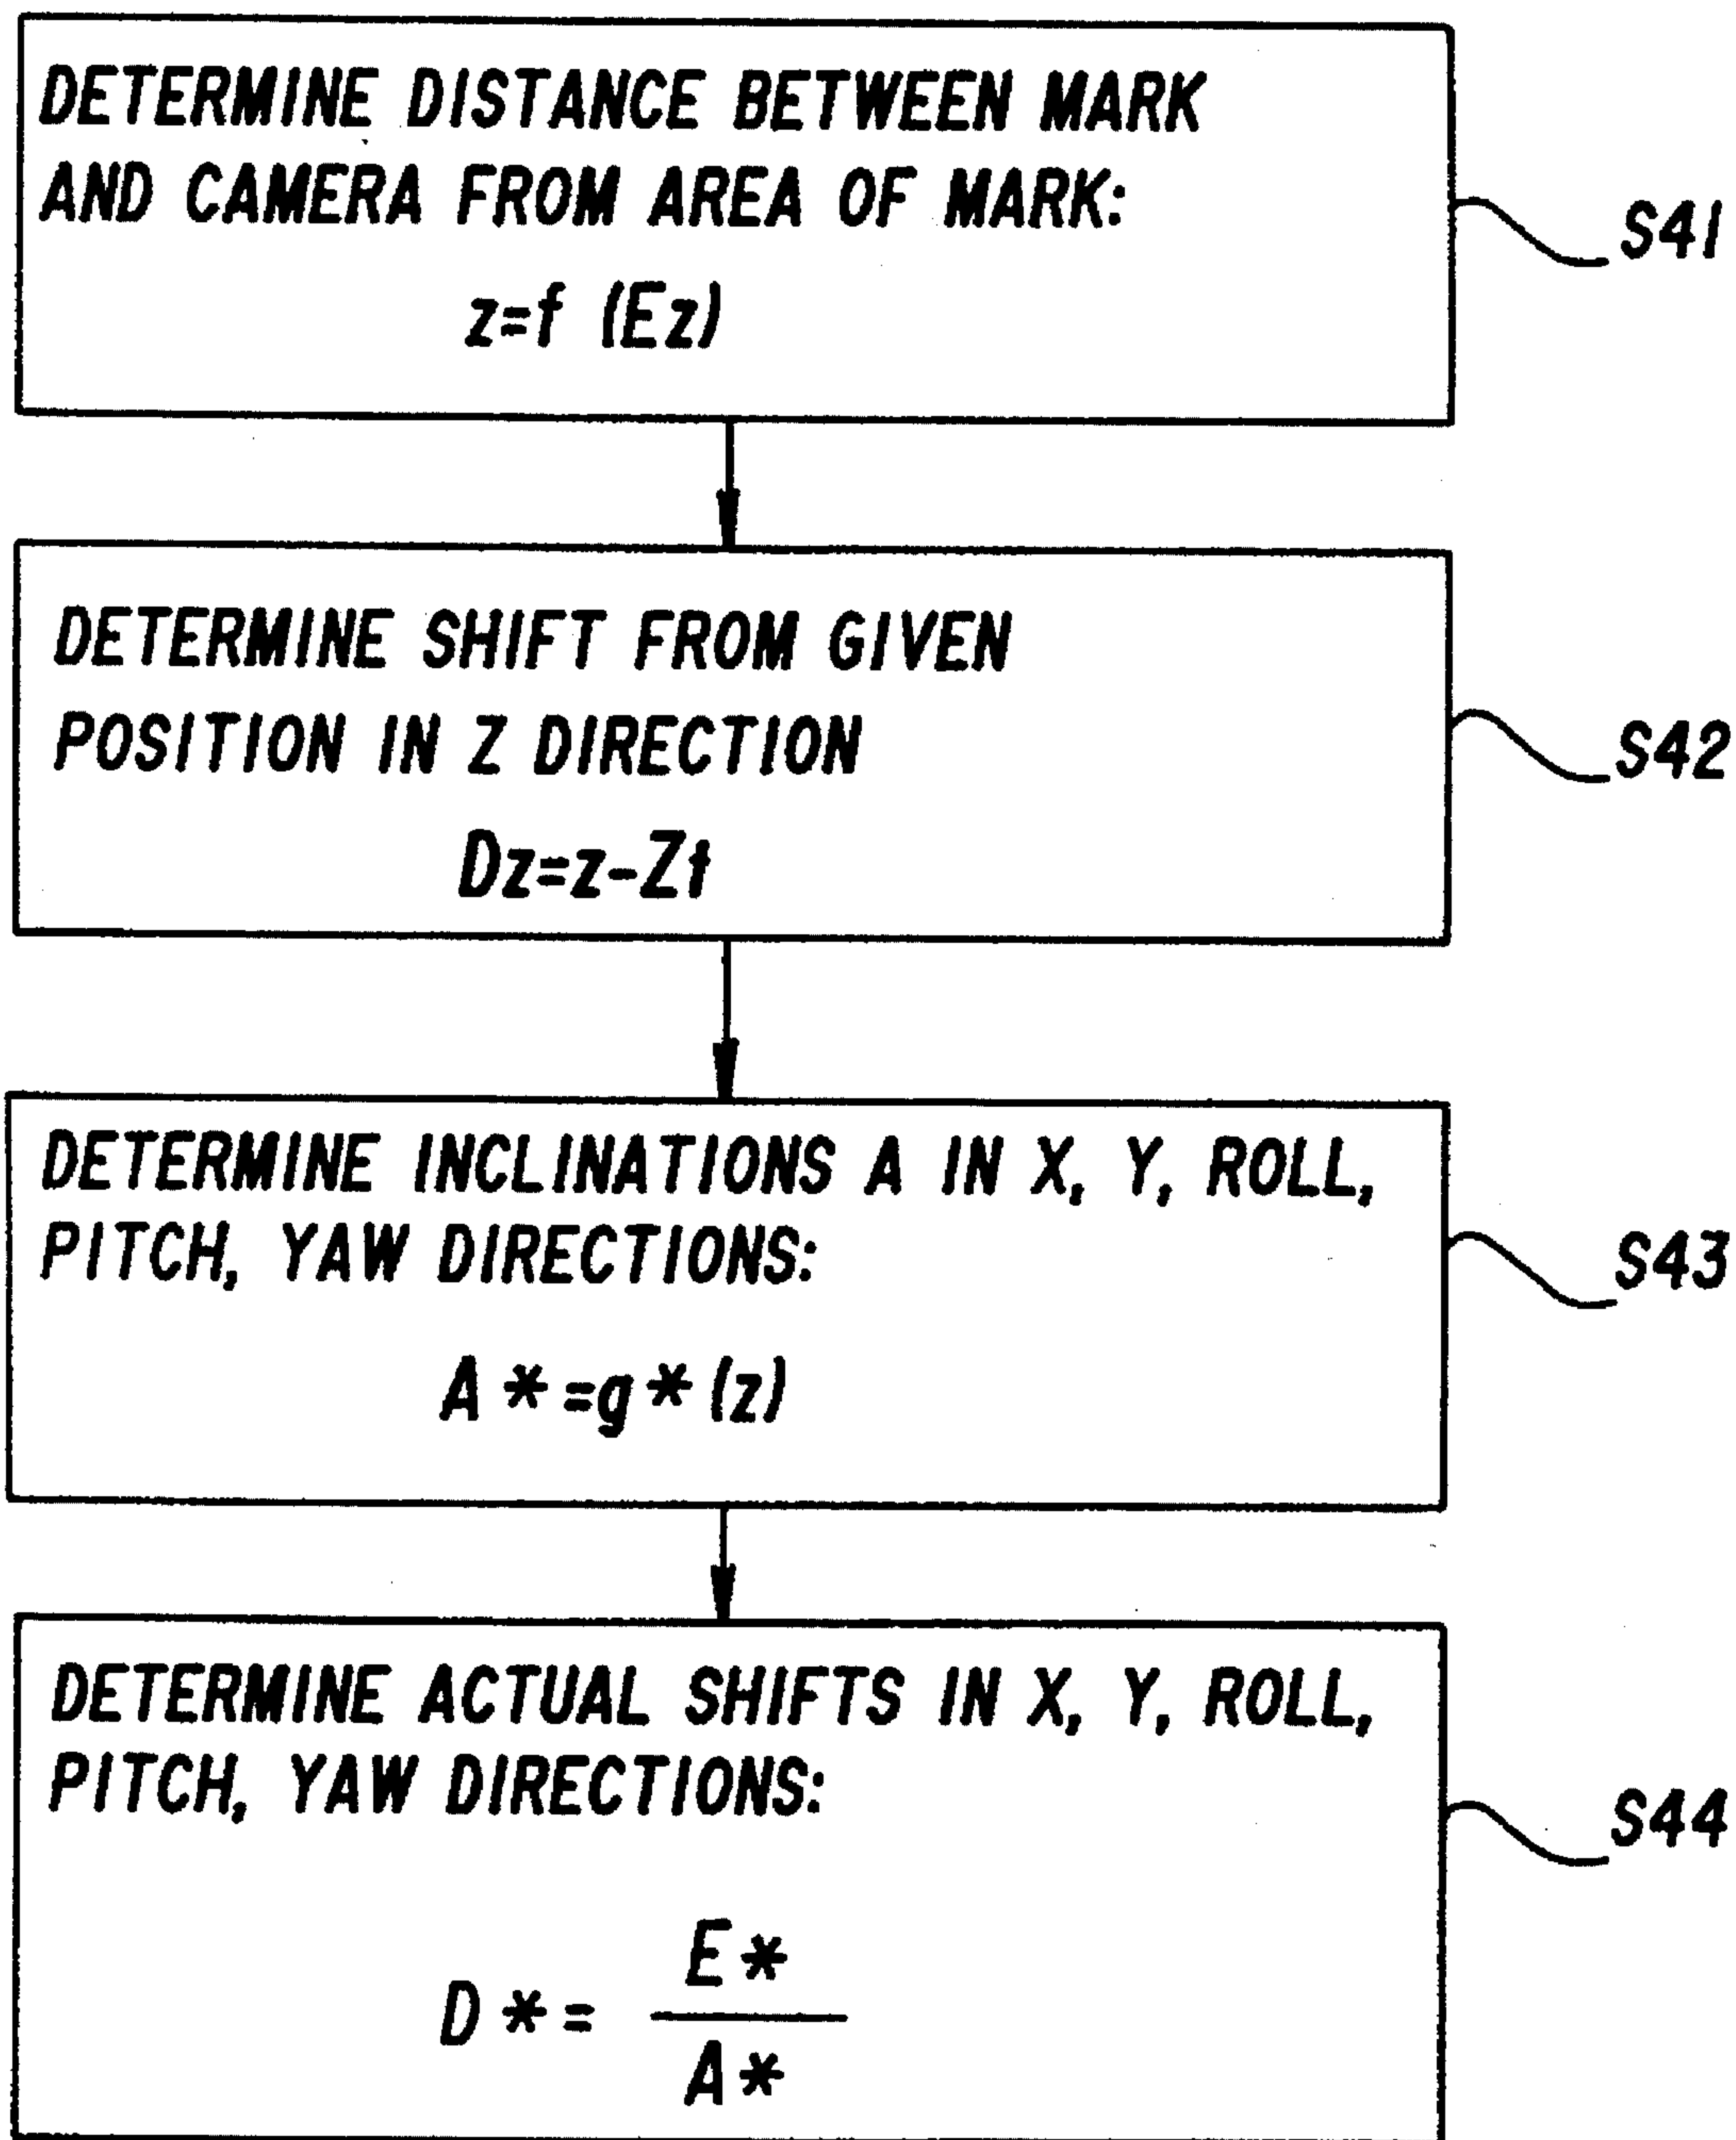 DETERMINE DISTANCE BETWEEN MARK
AND CAMERA FROM AREA OF MARK:
z=f (Ez)
S41
DETERMINE SHIFT FROM GIVEN
POSITION IN Z DIRECTION
Dz=z-Zt
S42
DETERMINE INCLINATIONS A IN X, Y, ROLL,
PITCH, YAW DIRECTIONS:
A*=g*(z)
S43
DETERMINE ACTUAL SHIFTS IN X, Y, ROLL,
PITCH, YAW DIRECTIONS:
S44
E*
D*=
A*